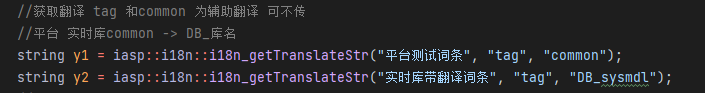 //获取翻译 tag 和common 为辅助翻译 可不传
//平台 实时库common -> DB_库名
string y1 = iasp::i18n::i18n_getTranslateStr("平台测试词条", "tag", "common");
string y2 = iasp::i18n::i18n_getTranslateStr("实时库带翻译词条", "tag", "DB_sysmdl");